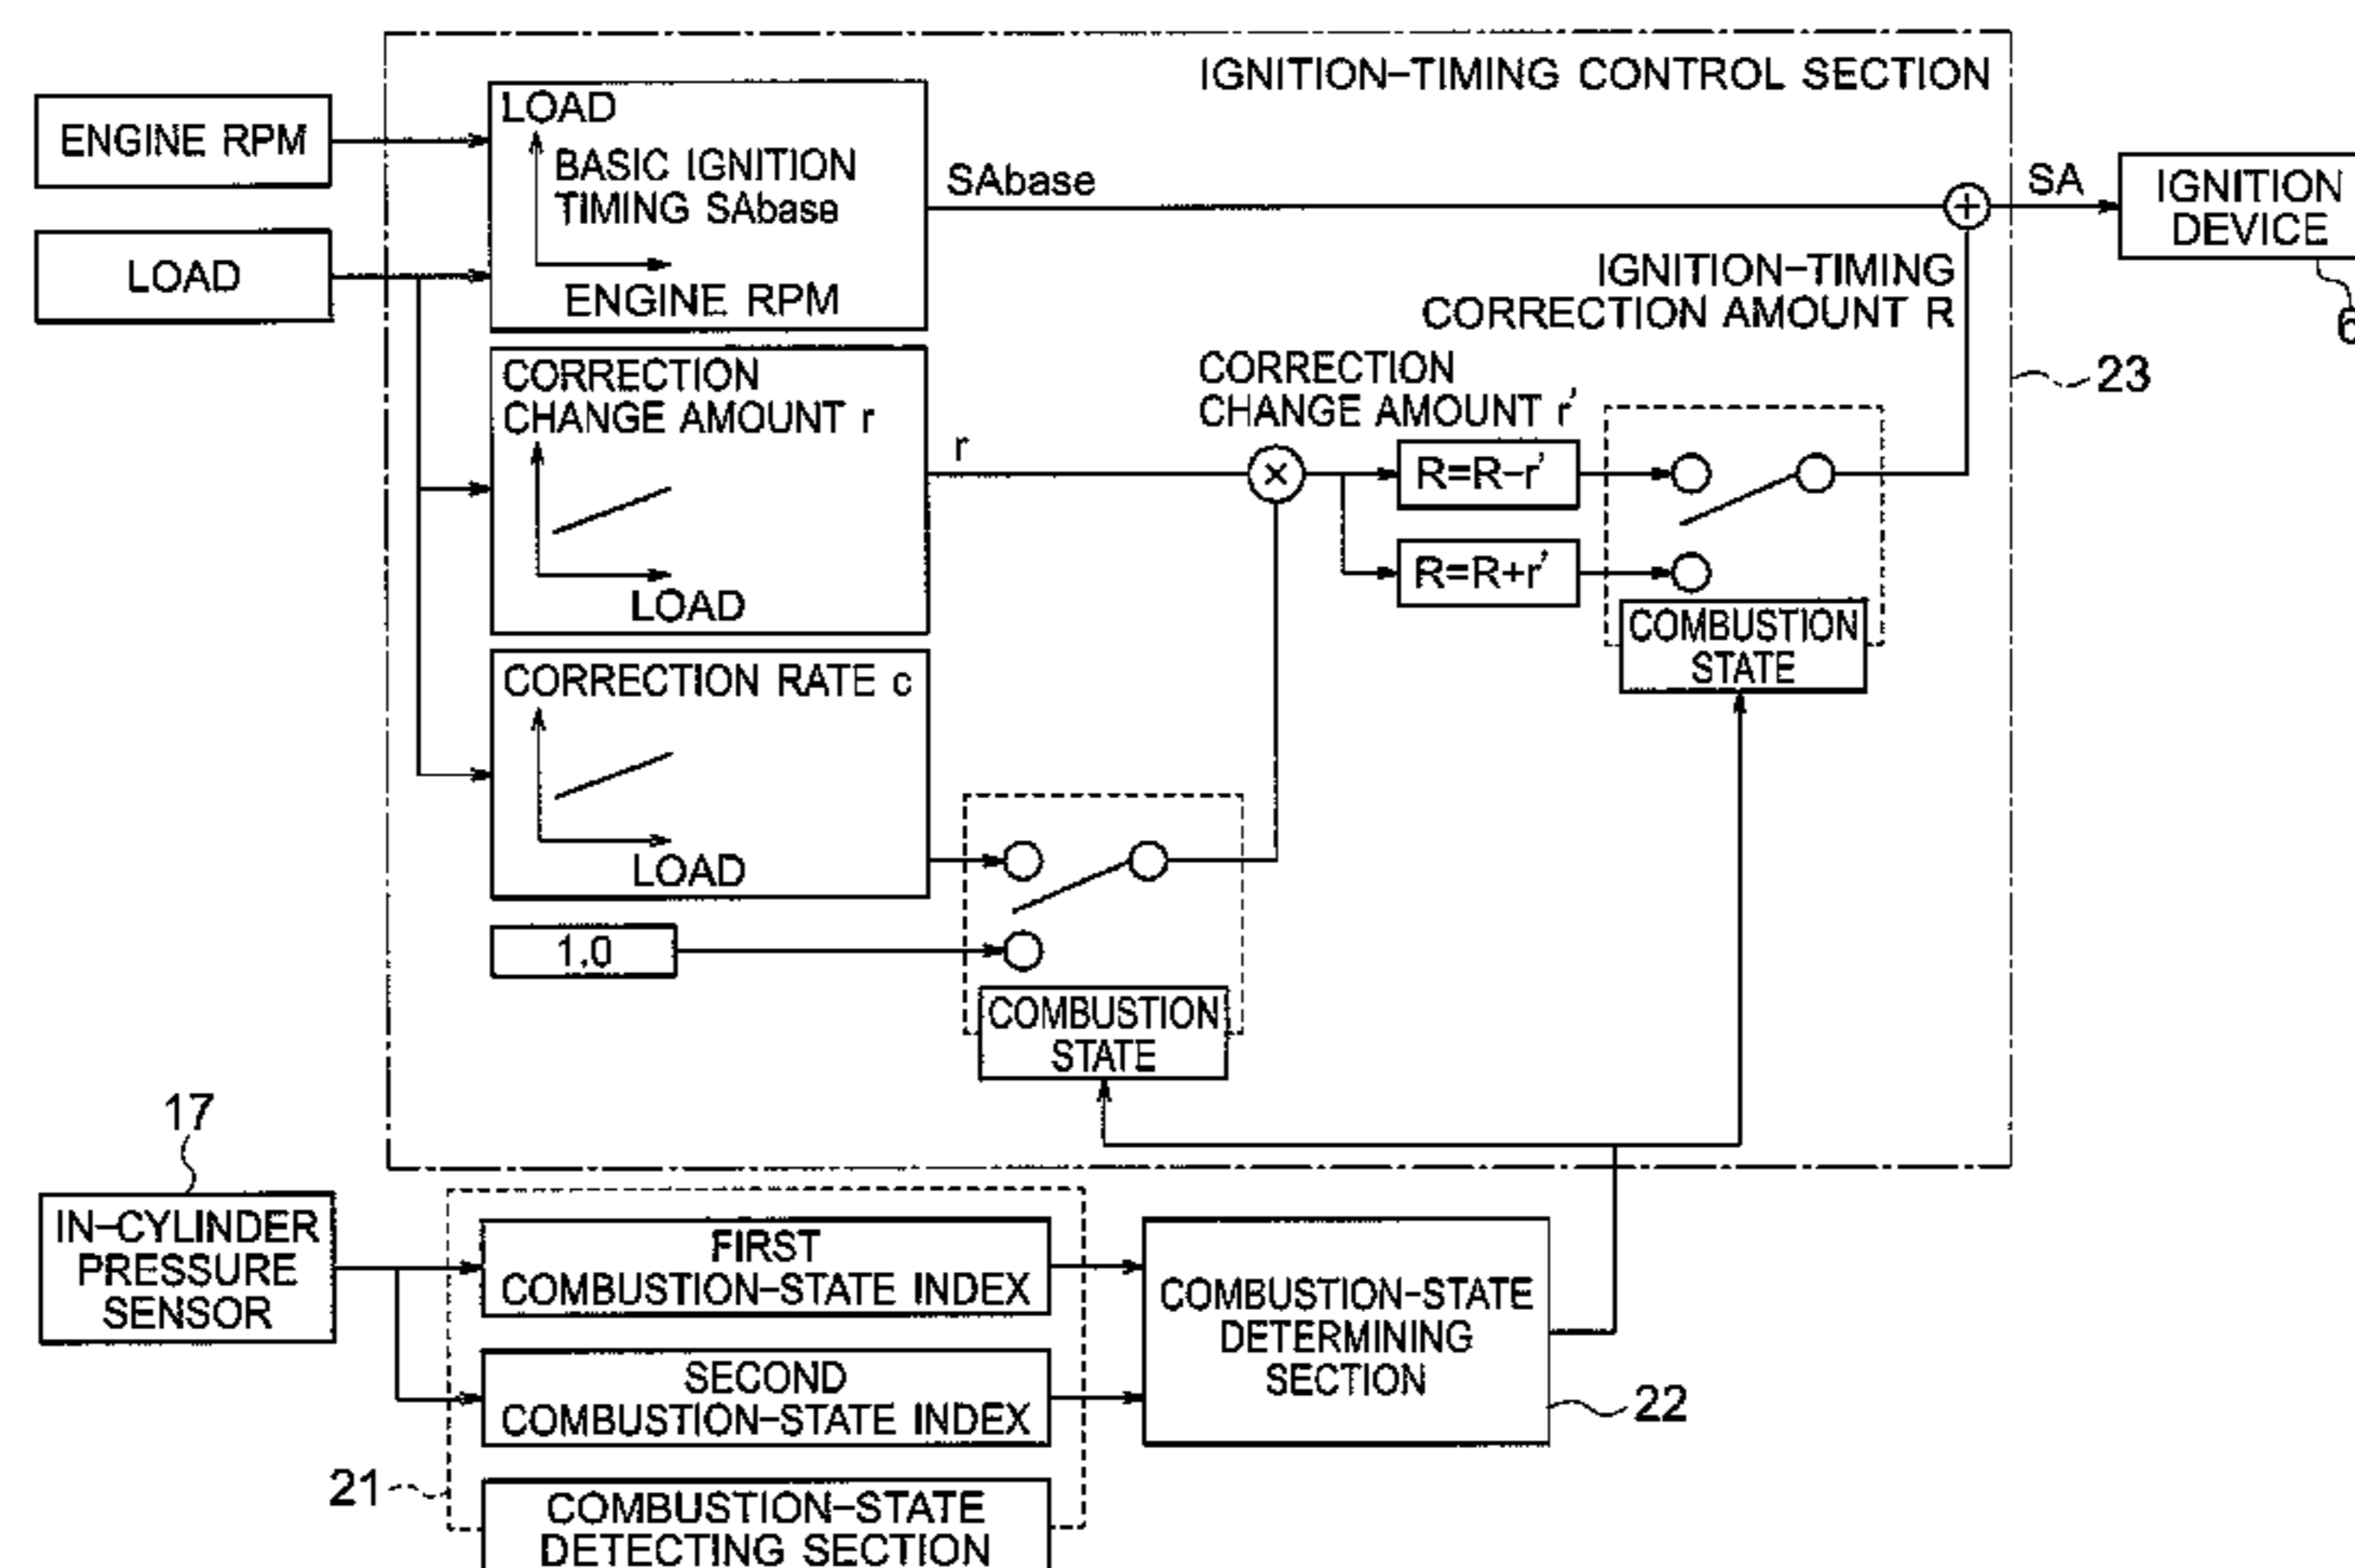 IGNITION-TIMING CONTROL SECTION
ENGINE RPM
LOAD
LOAD
BASIC IGNITION
TIMING SAbase
ENGINE RPM
SAbase
SA
IGNITION
DEVICE
6
IGNITION-TIMING
CORRECTION AMOUNT R
23
CORRECTION
CHANGE AMOUNT r
LOAD
r
CORRECTION
CHANGE AMOUNT r'
×
+
R=R-r'
R=R+r'
COMBUSTION
STATE
CORRECTION RATE c
LOAD
1.0
COMBUSTION
STATE
17
IN-CYLINDER
PRESSURE
SENSOR
FIRST
COMBUSTION-STATE INDEX
SECOND
COMBUSTION-STATE INDEX
21
COMBUSTION-STATE
DETECTING SECTION
COMBUSTION-STATE
DETERMINING
SECTION
22